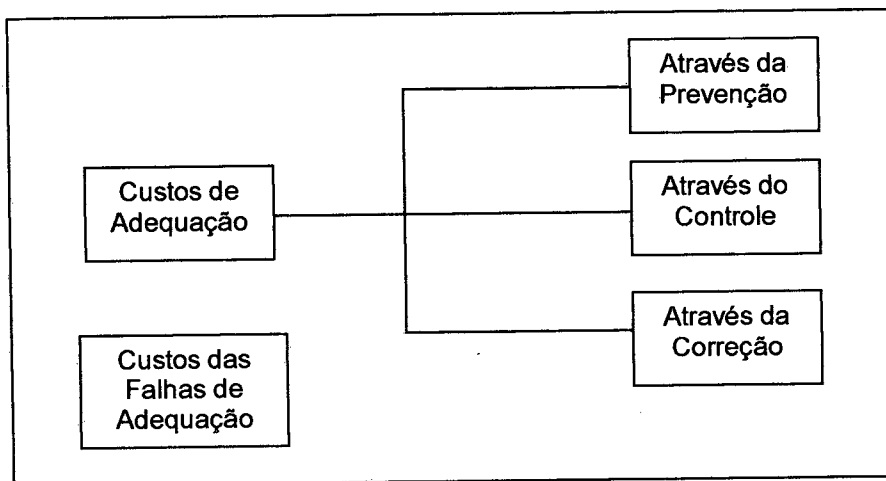 Através da
Prevenção
Custos de
Adequação
Através do
Controle
Através da
Correção
Custos das
Falhas de
Adequação